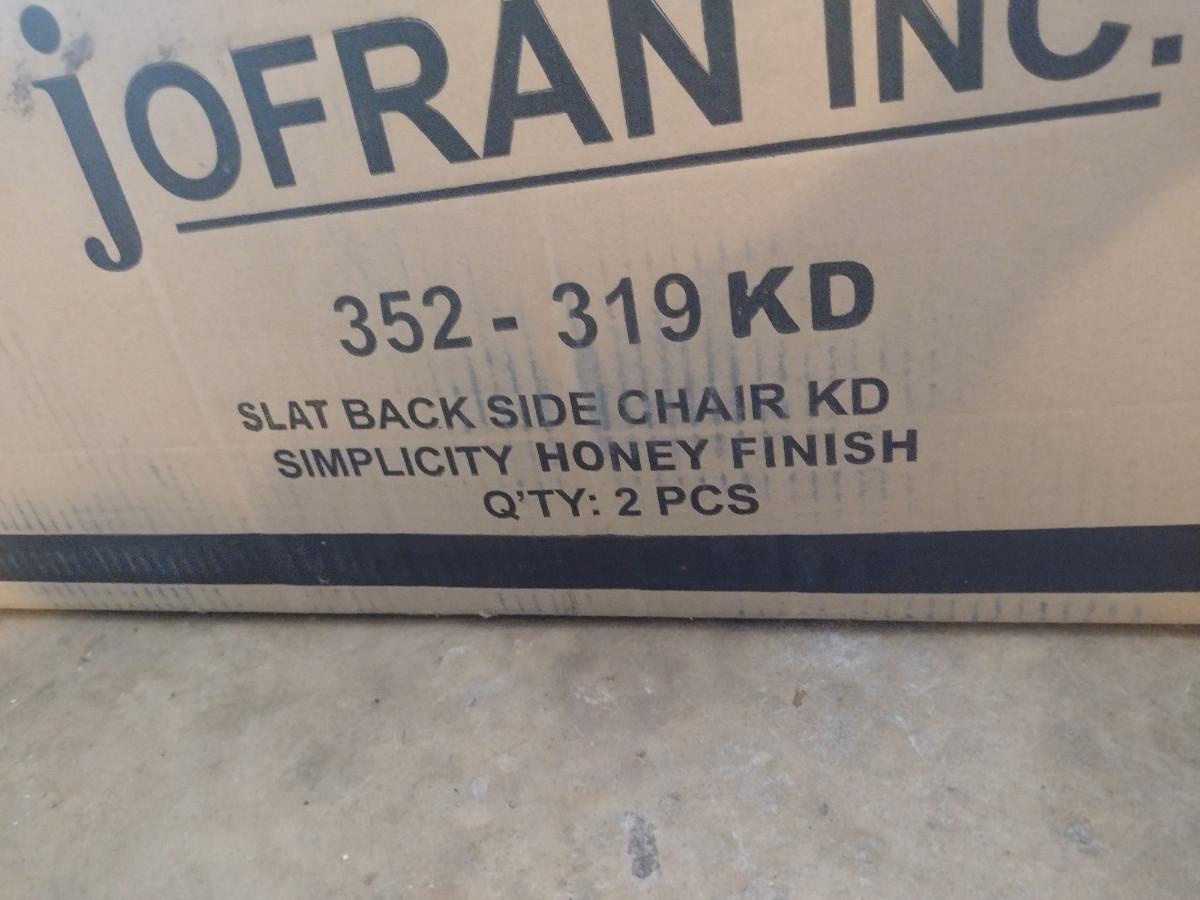 jOFRAN INC.
352 - 319 KD
SLAT BACK SIDE CHAIR KD
SIMPLICITY HONEY FINISH
Q'TY: 2 PCS